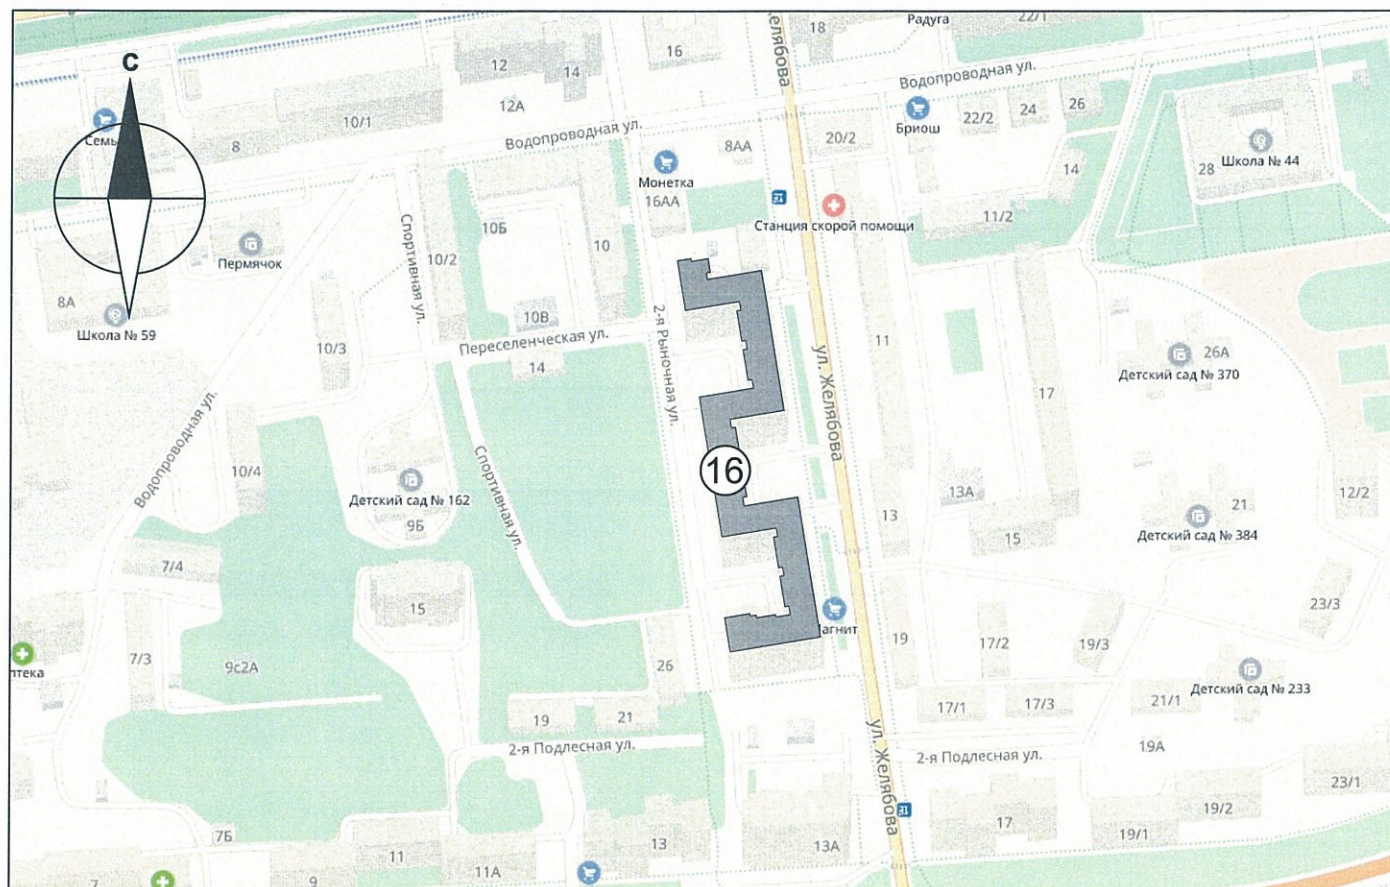 Радуга
22/1
18
16
12
14
Водопроводная ул.
С
12А
10/1
22/2
24
26
Бриош
Водопроводная ул.
20/2
8
8АА
Школа № 44
28
14
Монетка
16АА
Станция скорой помощи
11/2
10Б
10
10/2
Спортивная ул.
Пермячок
8А
Школа № 59
10/3
10В
Переселенческая ул.
14
2-я Рыночная ул.
ул. Желябова
11
17
26А
Детский сад № 370
Водопроводная ул.
10/4
Детский сад № 162
9Б
Спортивная ул.
16
13А
13
15
21
Детский сад № 384
12/2
7/4
15
7/3
9с2А
26
19
17/2
19/3
23/3
Детский сад № 233
17/1
17/3
21/1
19
21
2-я Подлесная ул.
ул. Желябова
2-я Подлесная ул.
19А
23/1
7Б
11
11А
13
13А
17
19/1
19/2
7
9